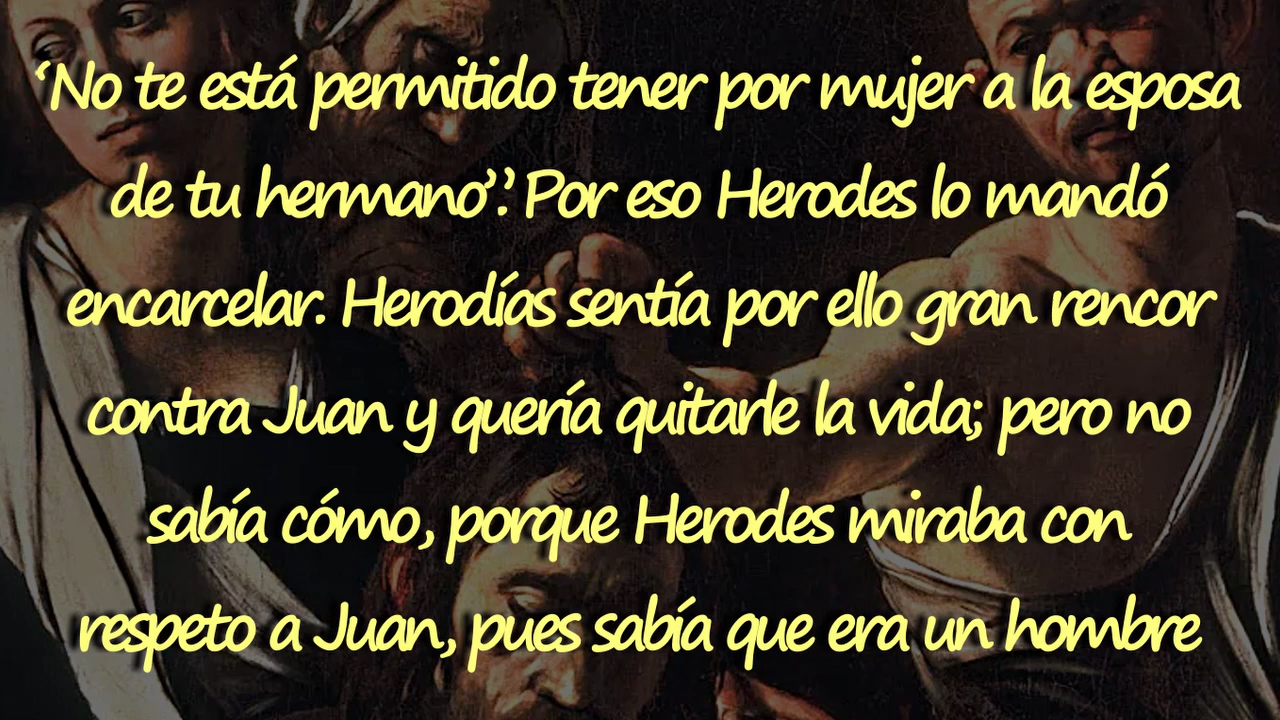 ‘No te está permitido tener por mujer a la esposa
de tu hermano’”. Por eso Herodes lo mandó
encarcelar. Herodías sentía por ello gran rencor
contra Juan y quería quitarle la vida; pero no
sabía cómo, porque Herodes miraba con
respeto a Juan, pues sabía que era un hombre